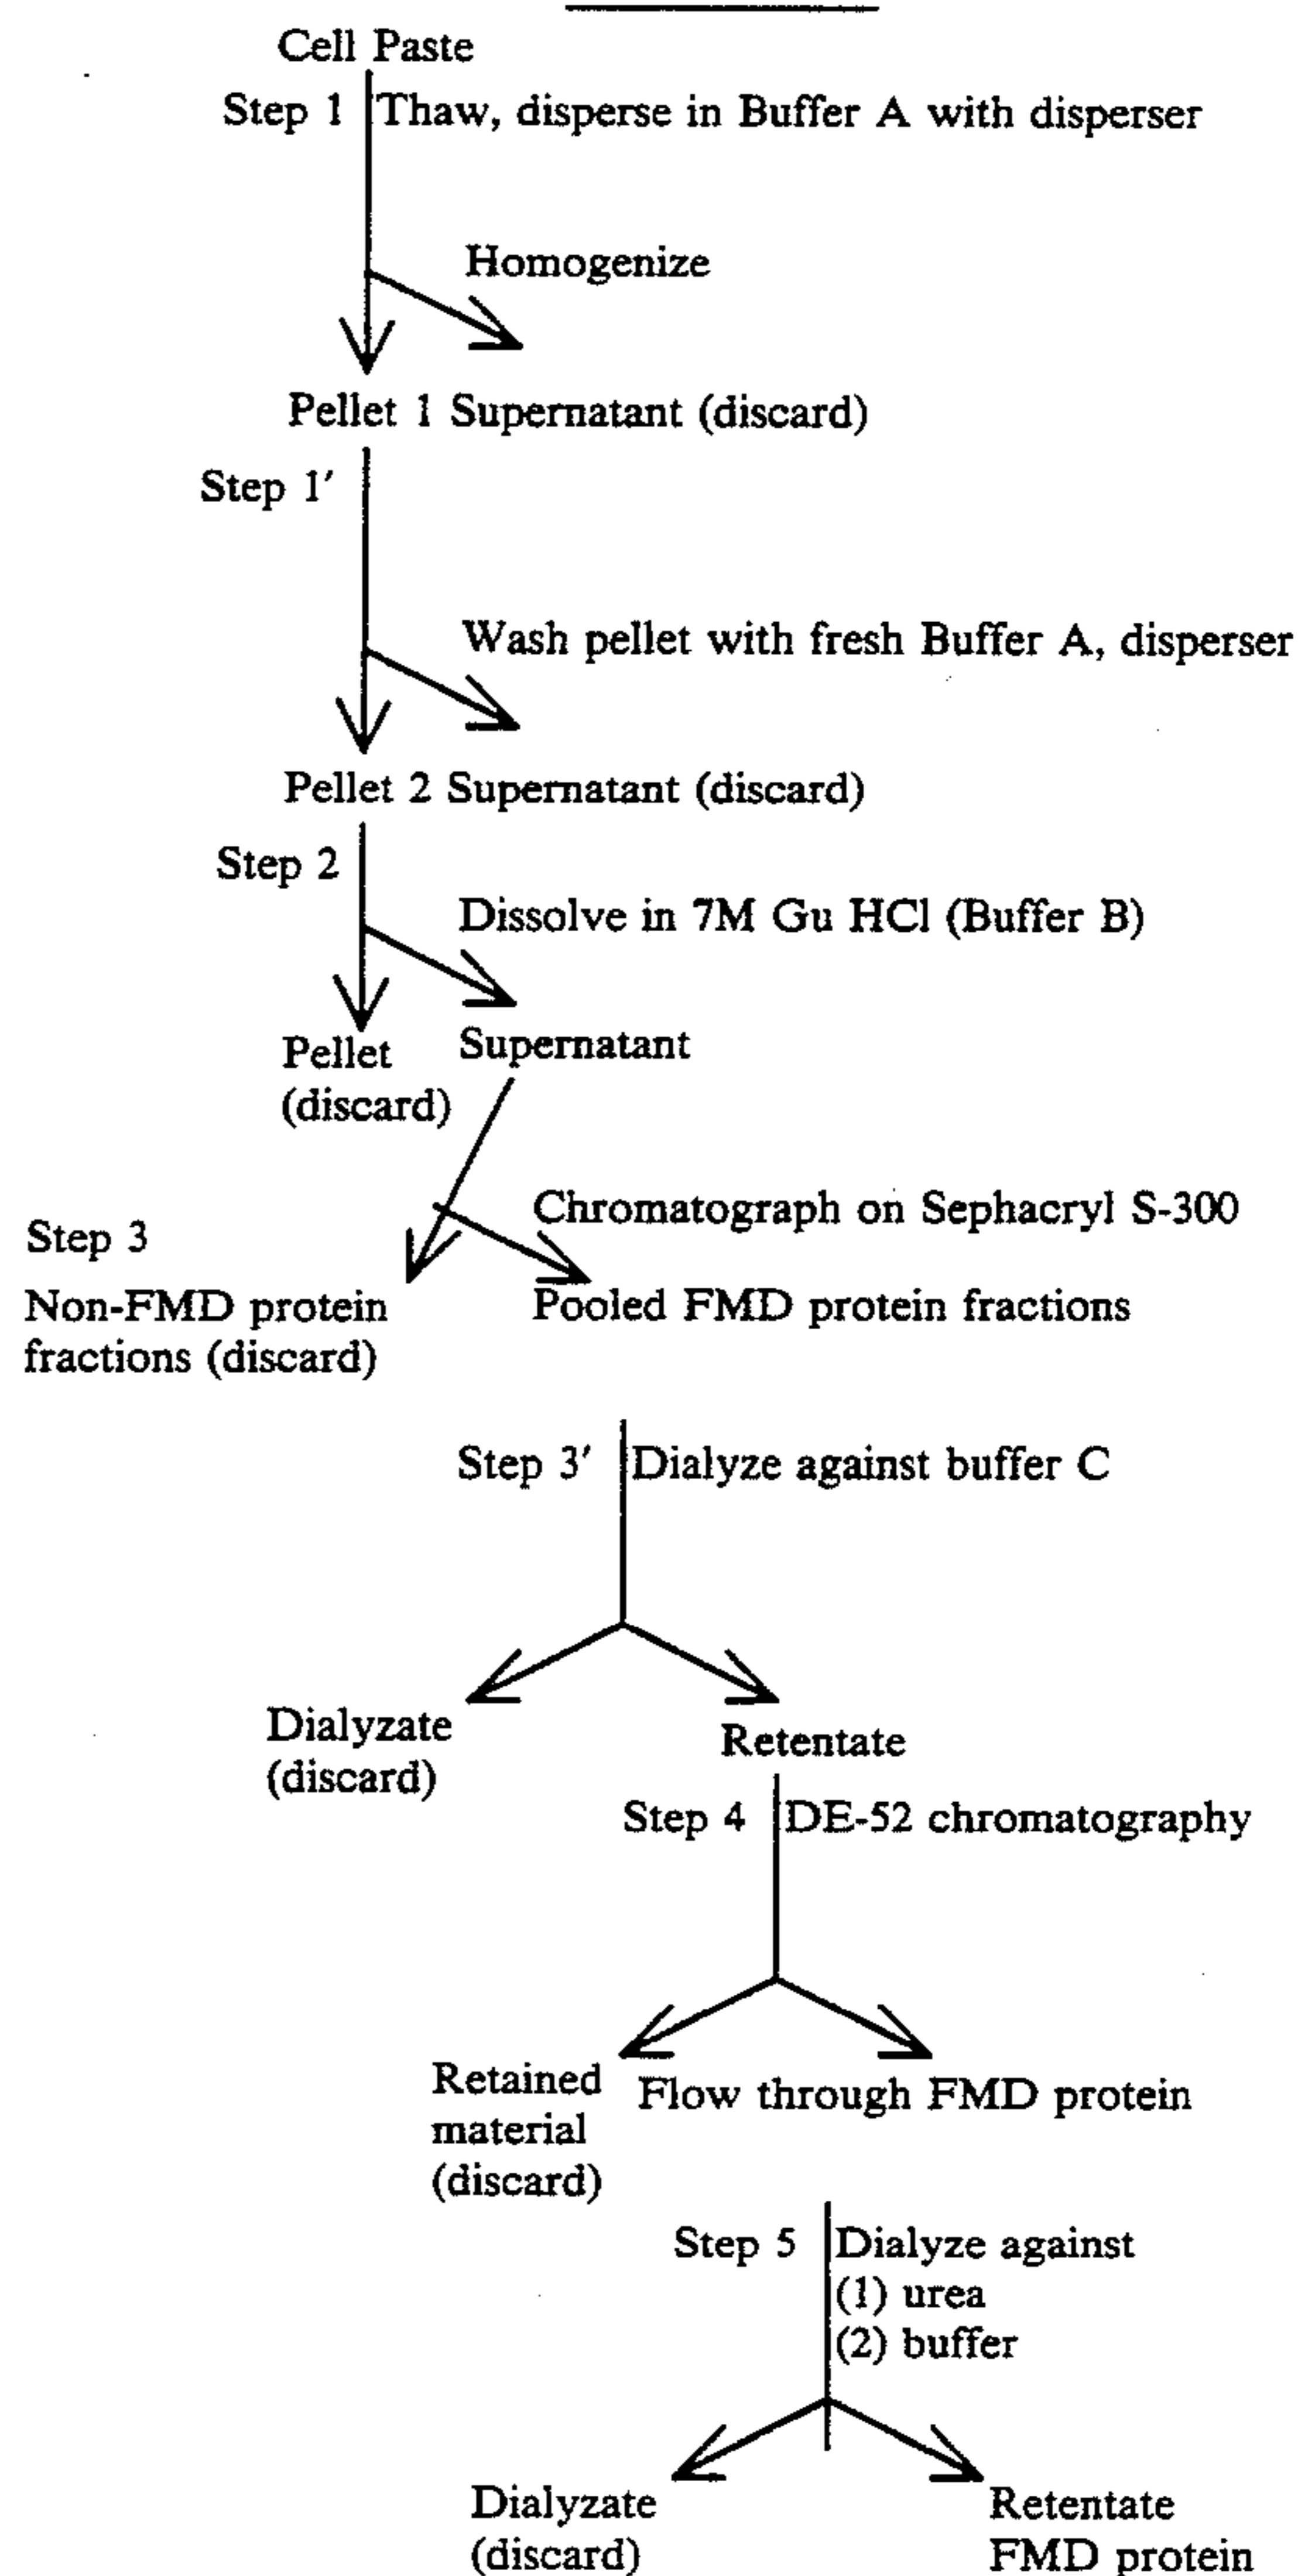 Cell Paste
Step 1 Thaw, disperse in Buffer A with disperser
Homogenize
Pellet 1 Supernatant (discard)
Step 1′
Wash pellet with fresh Buffer A, disperser
Pellet 2 Supernatant (discard)
Step 2
Dissolve in 7M Gu HCl (Buffer B)
Pellet Supernatant
(discard)
Chromatograph on Sephacryl S-300
Step 3
Non-FMD protein Pooled FMD protein fractions
fractions (discard)
Step 3′ Dialyze against buffer C
Dialyzate Retentate
(discard)
Step 4 DE-52 chromatography
Retained Flow through FMD protein
material
(discard)
Step 5 Dialyze against
(1) urea
(2) buffer
Dialyzate Retentate
(discard) FMD protein